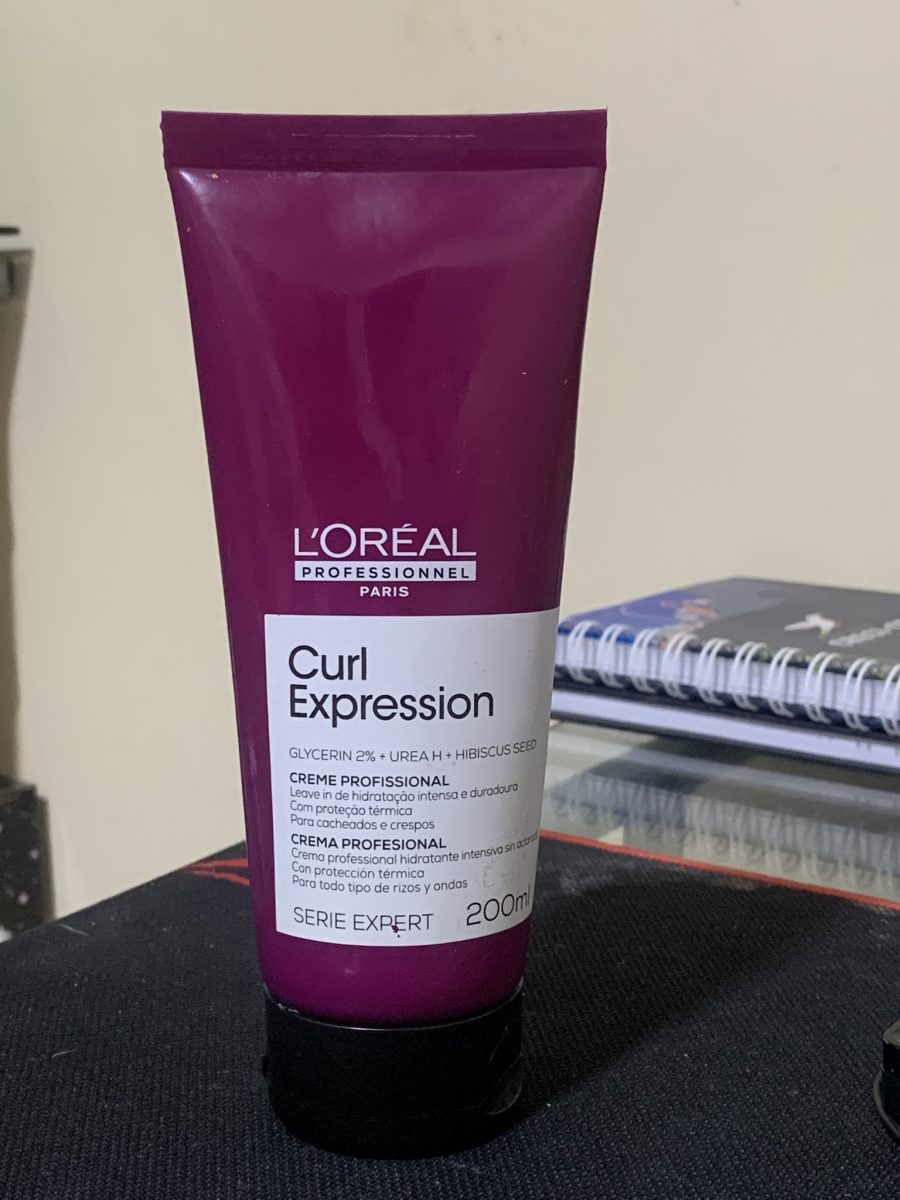 L'ORÉAL
PROFESSIONNEL
PARIS
Curl
Expression
GLYCERIN 2% + UREA H + HIBISCUS SEED
CREME PROFISSIONAL
Leave in de hidratação intensa e duradoura
Com proteção térmica
Para cacheados e crespos
CREMA PROFESIONAL
Crema professional hidratante intensiva sin
Con protección térmica
Para todo tipo de rizos y ondas
SERIE EXPERT 200ml